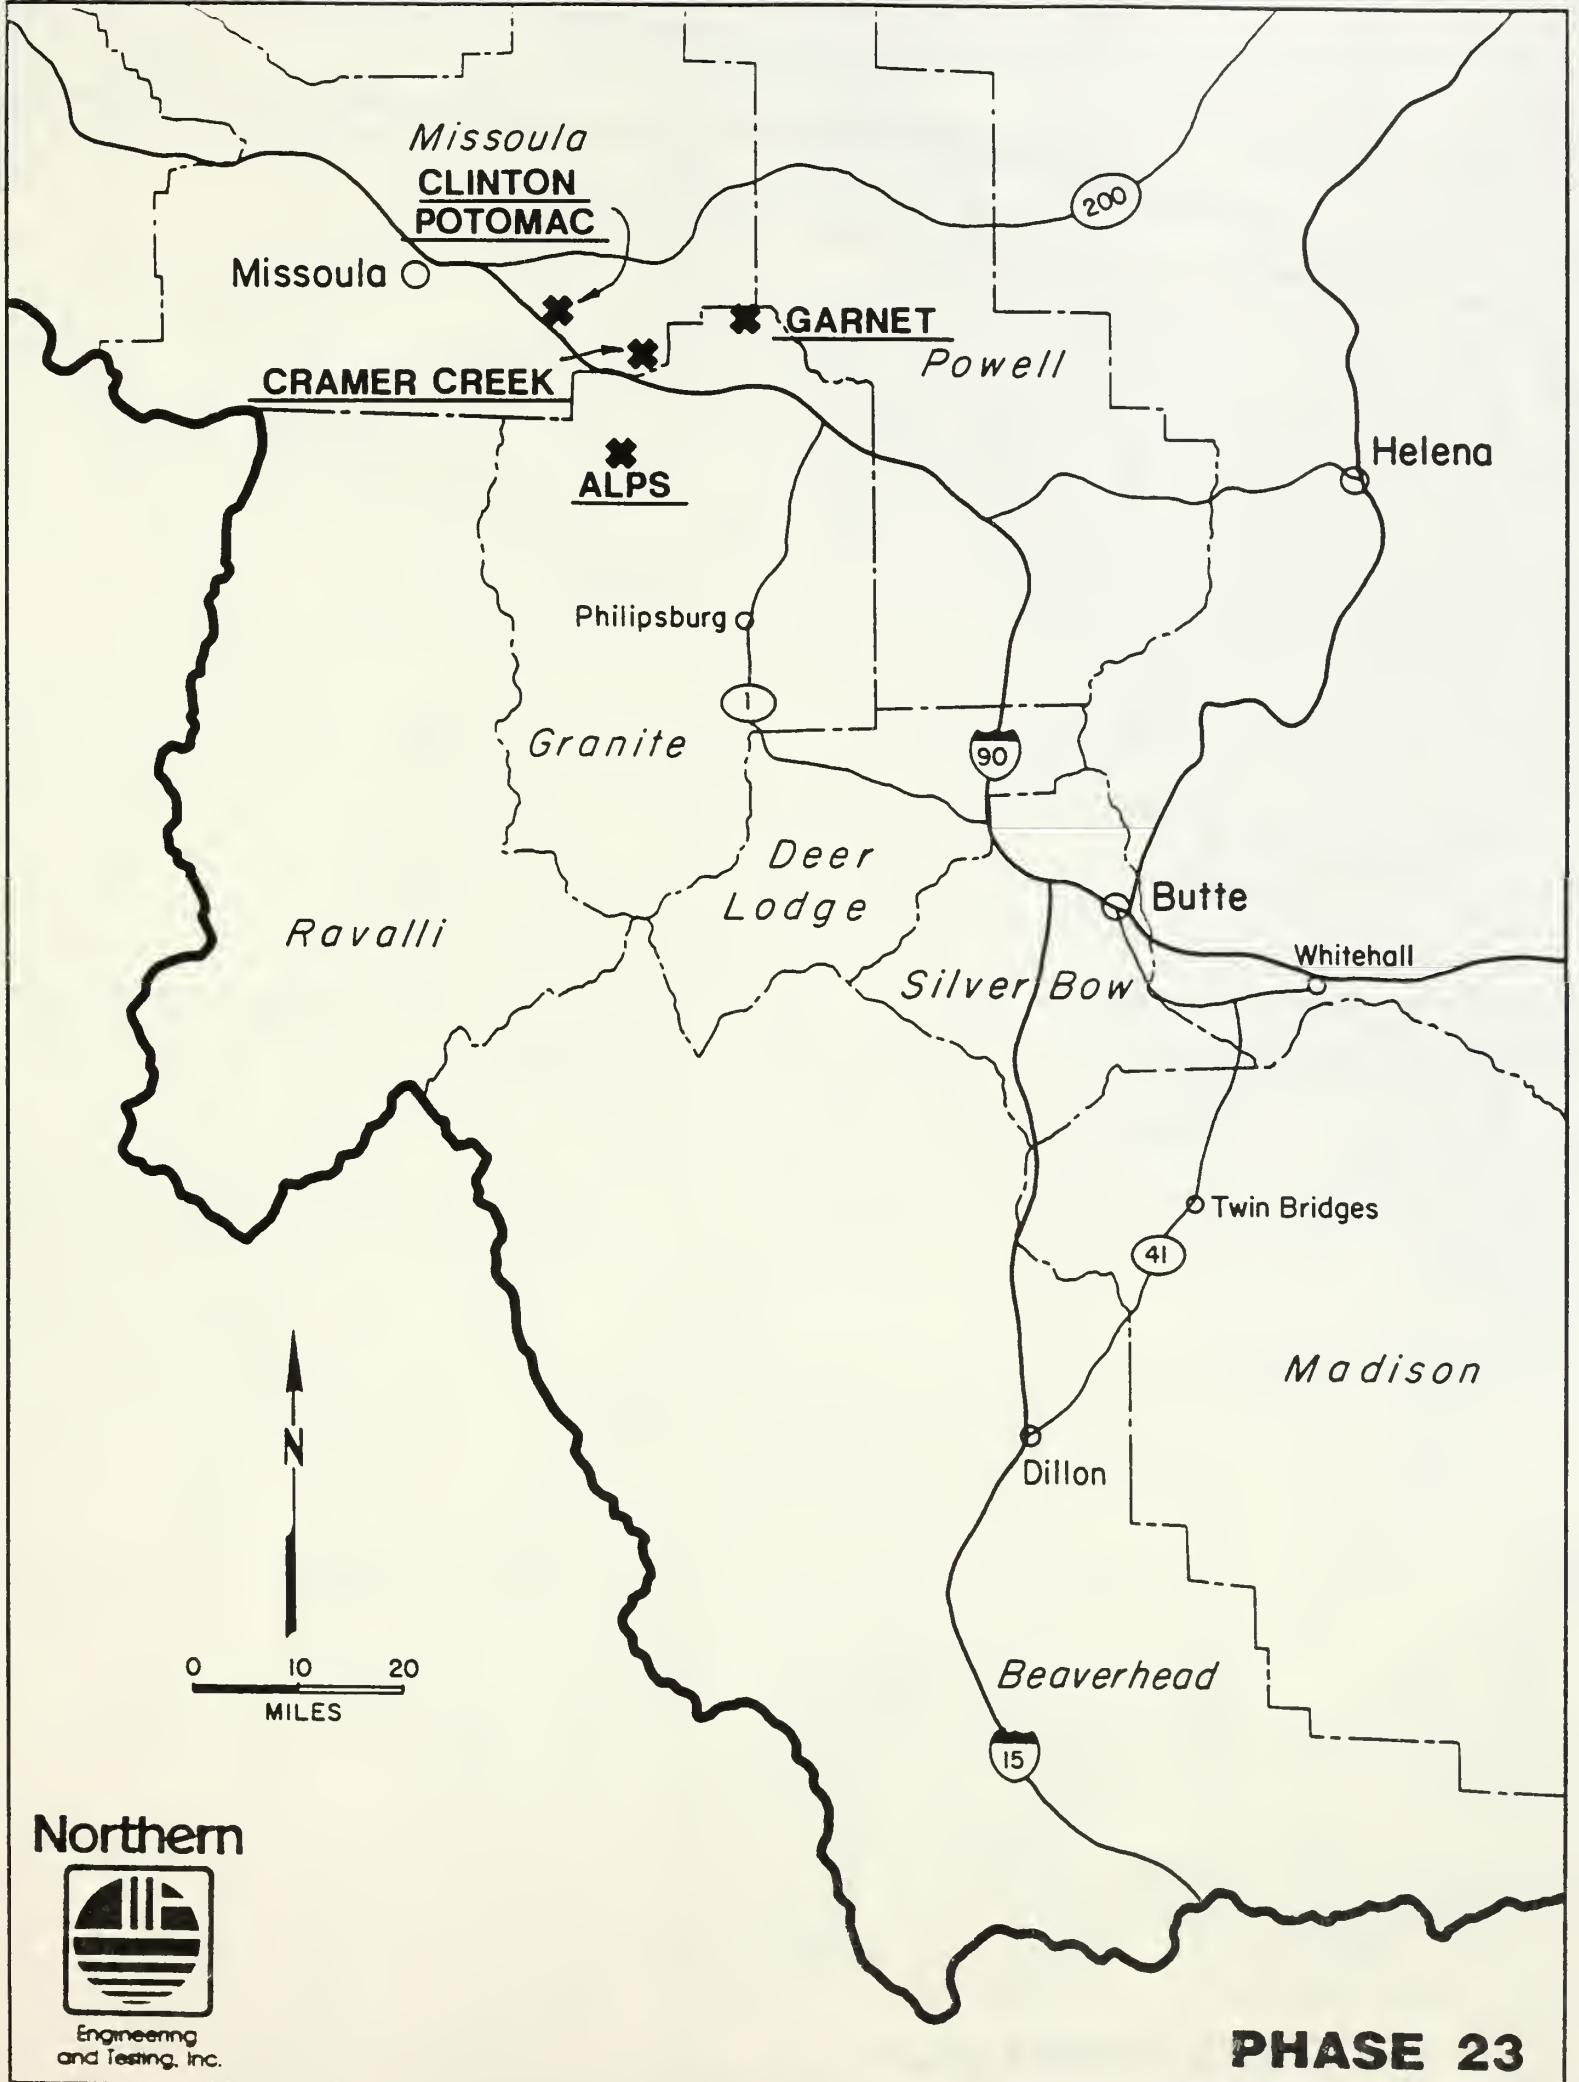 Missoula
CLINTON
POTOMAC
200
Missoula
GARNET
Powell
CRAMER CREEK
Helena
ALPS
Philipsburg
1
Granite
90
Deer
Lodge
Butte
Ravalli
Whitehall
Silver Bow
Twin Bridges
41
Madison
N
Dillon
0 10 20
MILES
Beaverhead
15
Northern
Engineering
and Testing, Inc.
PHASE 23